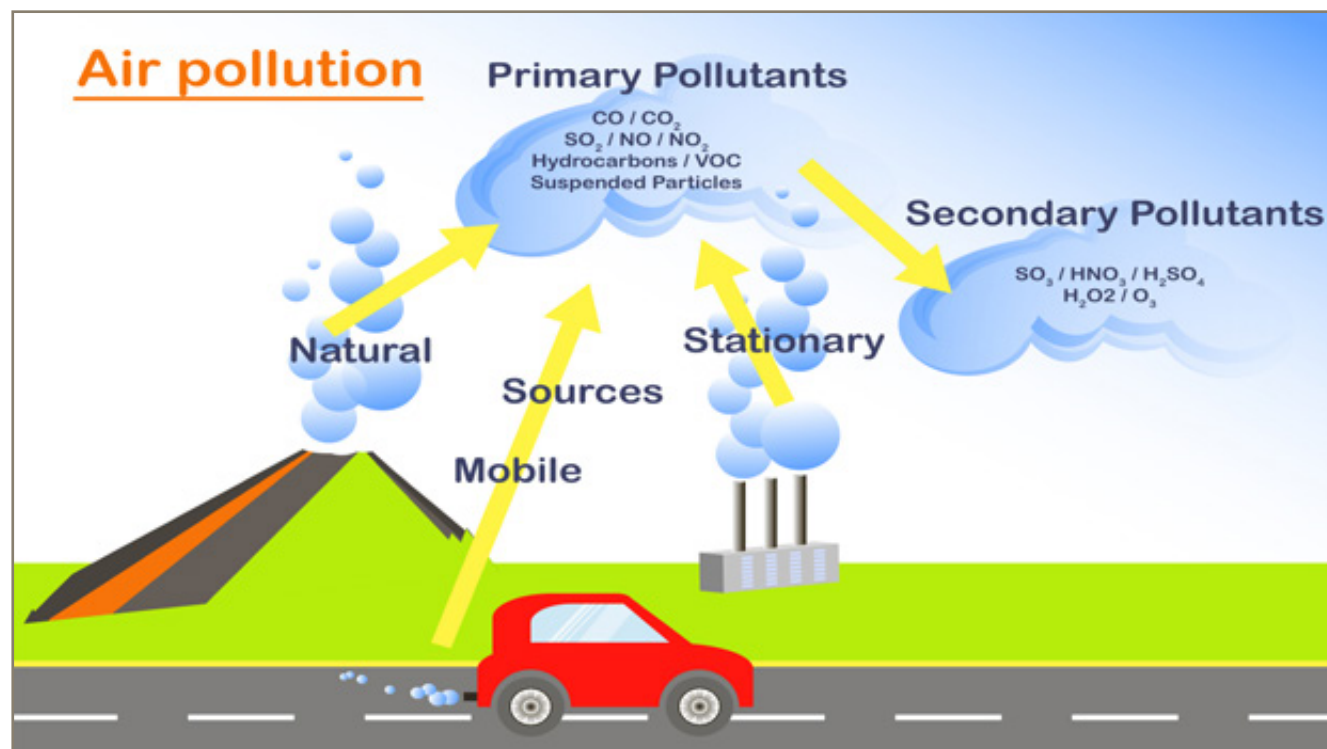 Air pollution
Primary Pollutants
CO / CO₂
SO₂ / NO / NO₂
Hydrocarbons / VOC
Suspended Particles
Secondary Pollutants
SO₃ / HNO₃ / H₂SO₄
H₂O2 / O₃
Natural
Stationary
Sources
Mobile